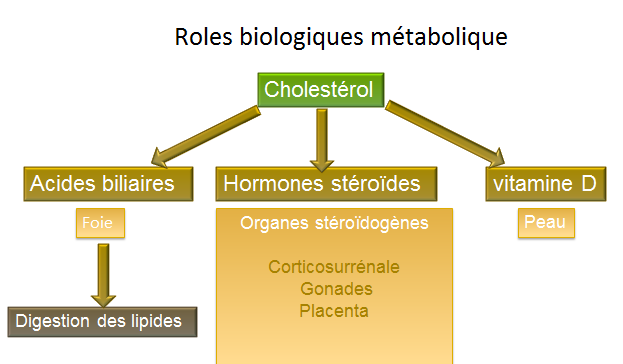 Roles biologiques métabolique
Cholestérol
Acides biliaires
Hormones stéroïdes
vitamine D
Foie
Organes stéroïdogènes
Peau
Corticosurrénale
Gonades
Placenta
Digestion des lipides